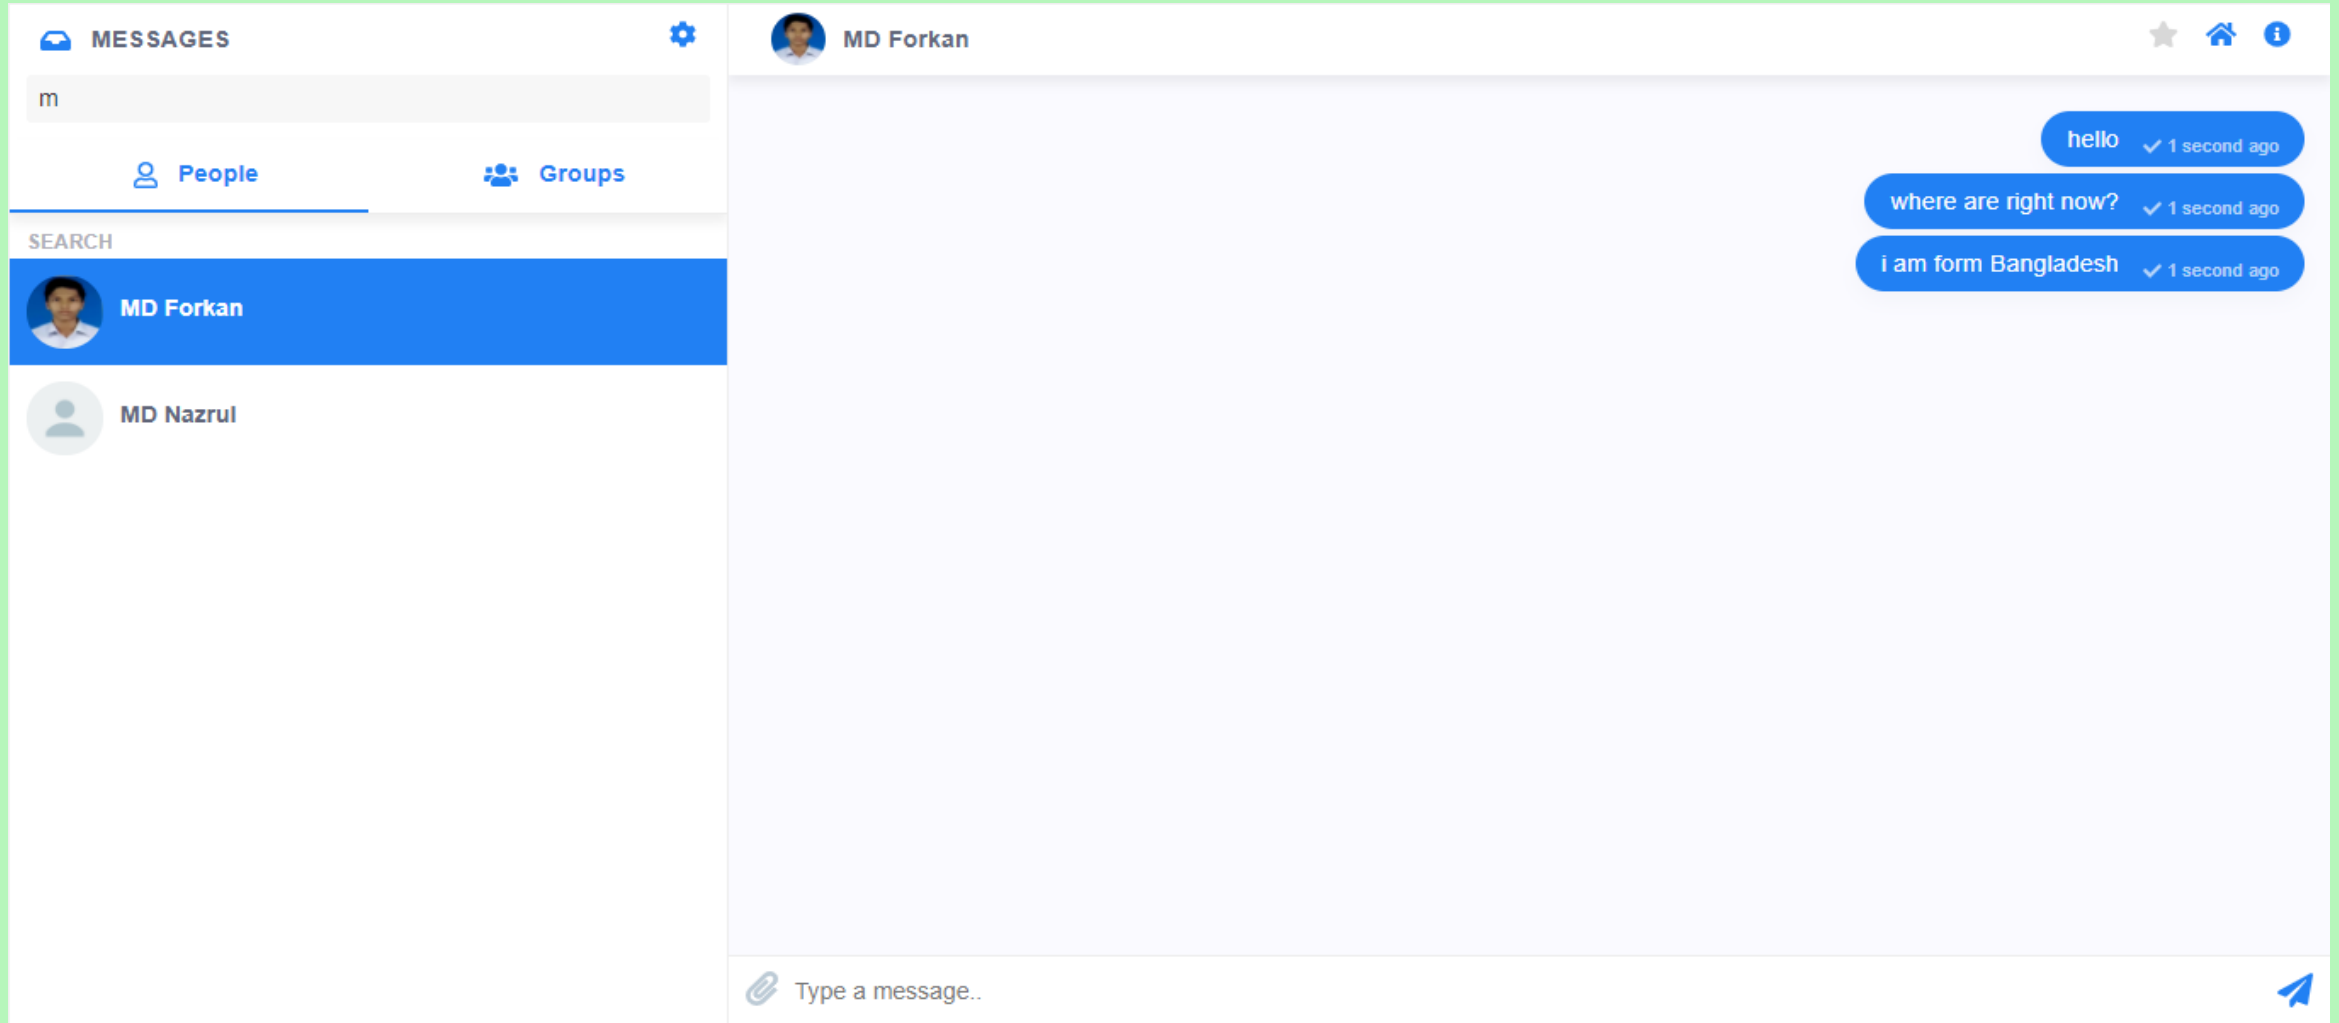 MESSAGES
m
People
Groups
SEARCH
MD Forkan
MD Nazrul
MD Forkan
hello 1 second ago
where are right now? 1 second ago
i am form Bangladesh 1 second ago
Type a message..